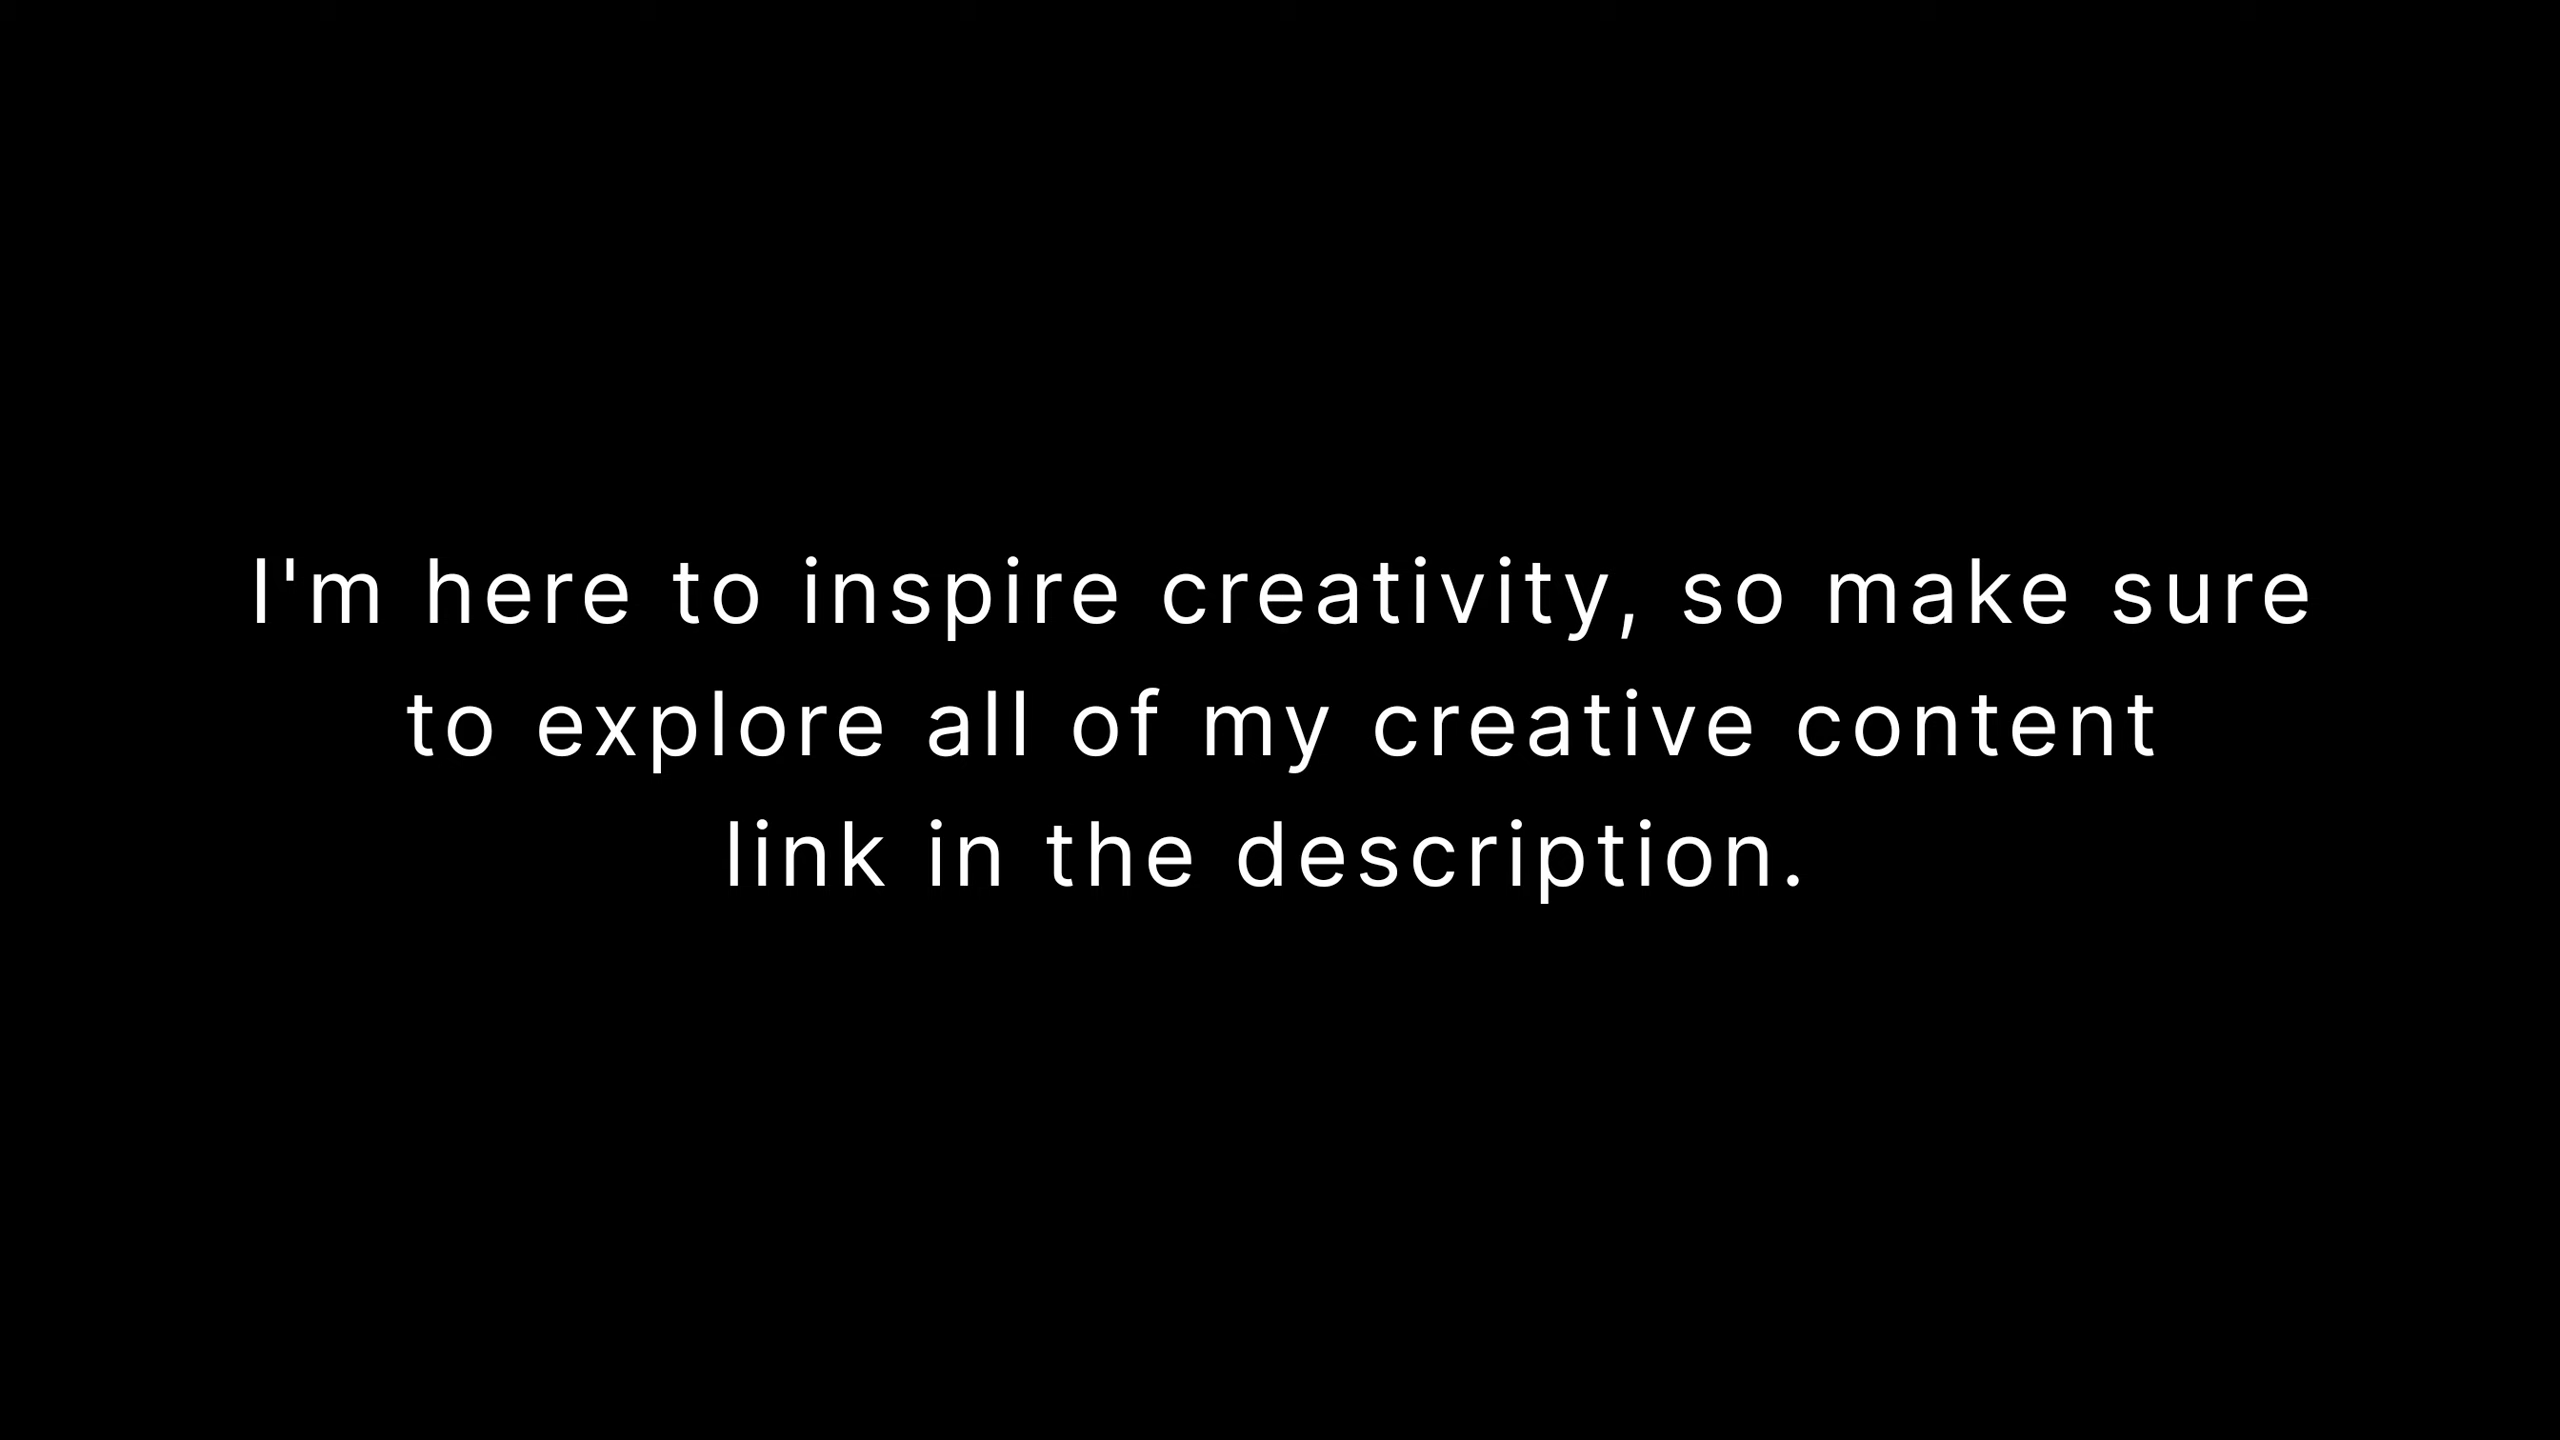 I'm here to inspire creativity, so make sure
to explore all of my creative content
link in the description.